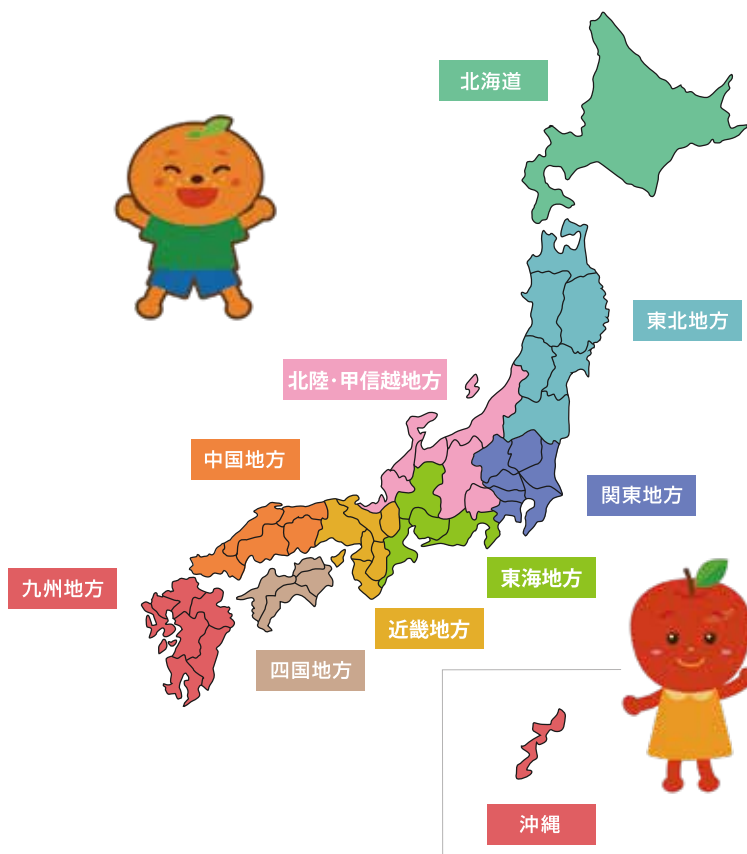 北海道
東北地方
北陸・甲信越地方
中国地方
関東地方
東海地方
九州地方
近畿地方
四国地方
沖縄